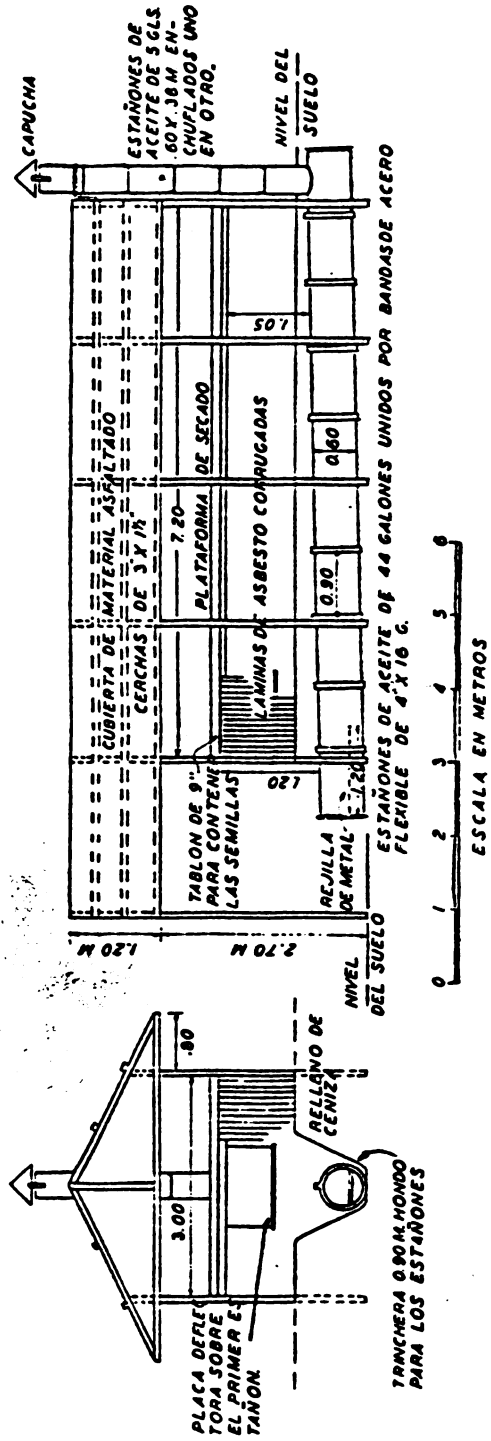 PLACA DEFLEC
TORA SOBRE
EL PRIMER ES
TAÑON.
3.00
.80
RELLENO DE
CENIZA
TRINCHERA 0.90 M. HONDO
PARA LOS ESTAÑONES
1.20 M
2.70 M
NIVEL
DEL SUELO
CUBIERTA DE MATERIAL ASFALTADO
CERCHAS DE 3 X 1½
7.20
PLATAFORMA DE SECADO
TABLON DE 9"
PARA CONTENE
LAS SEMILLAS
LAMINAS DE ASBESTO CORRUGADAS
1.05
1.20
REJILLA
DE METAL
1.20
0.90
0.60
CAPUCHA
ESTAÑONES DE
ACEITE DE 5 GLS.
.60 X .38 M EN-
CHUFLADOS UNO
EN OTRO.
NIVEL DEL
SUELO
ESTAÑONES DE ACEITE DE 44 GALONES UNIDOS POR BANDAS DE ACERO
FLEXIBLE DE 4" X 16 G.
0 1 2 3 4 5 6
ESCALA EN METROS